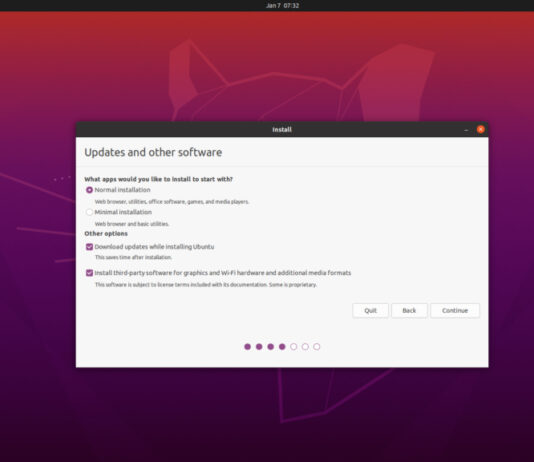 Jan 7 07:32
Install
Updates and other software
What apps would you like to install to start with?
Normal installation
Web browser, utilities, office software, games, and media players.
Minimal installation
Web browser and basic utilities.
Other options
Download updates while installing Ubuntu
This saves time after installation.
Install third-party software for graphics and Wi-Fi hardware and additional media formats
This software is subject to license terms included with its documentation. Some is proprietary.
Quit Back Continue